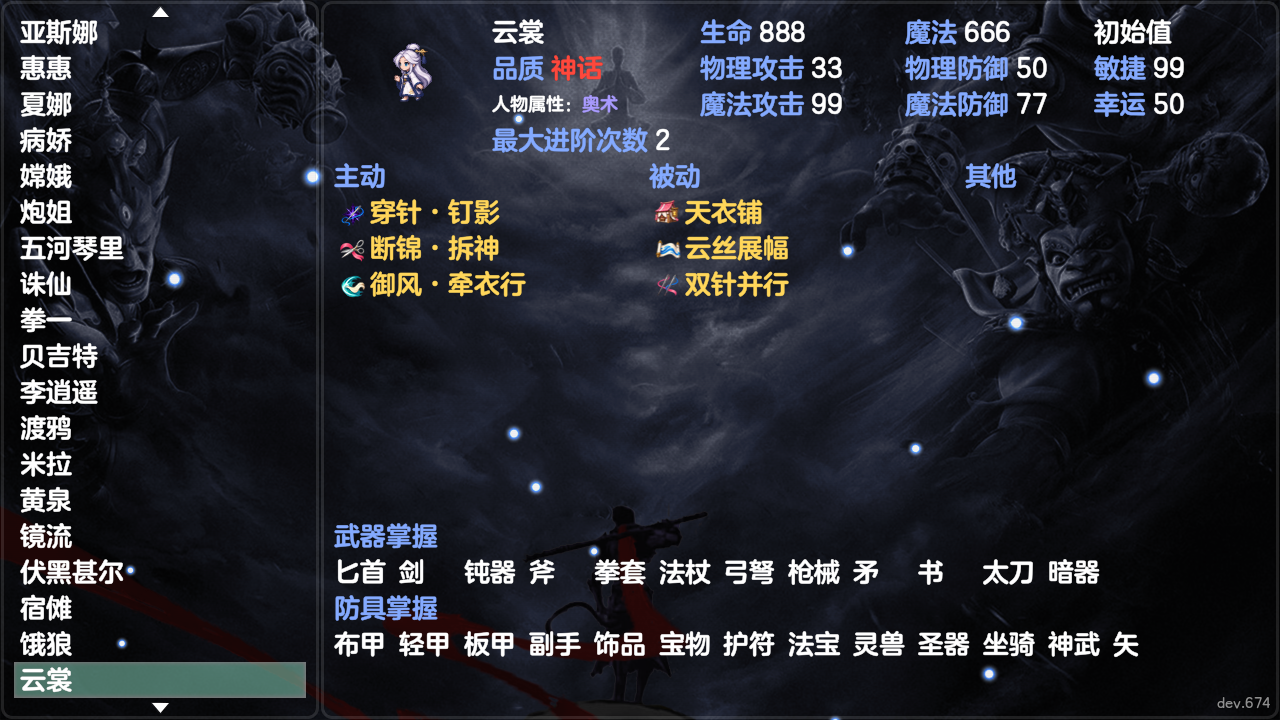 亚斯娜
惠惠
夏娜
病娇
嫦娥
炮姐
五河琴里
诛仙
拳一
贝吉特
李逍遥
渡鸦
米拉
黄泉
镜流
伏黑甚尔
宿傩
饿狼
云裳
云裳 生命 888 魔法 666 初始值
品质 神话 物理攻击 33 物理防御 50 敏捷 99
人物属性：奥术 魔法攻击 99 魔法防御 77 幸运 50
最大进阶次数 2
主动 被动 其他
穿针·钉影 天衣铺
断锦·拆神 云丝展幅
御风·牵衣行 双针并行
武器掌握
匕首 剑 钝器 斧 拳套 法杖 弓弩 枪械 矛 书 太刀 暗器
防具掌握
布甲 轻甲 板甲 副手 饰品 宝物 护符 法宝 灵兽 圣器 坐骑 神武 矢
dev.674